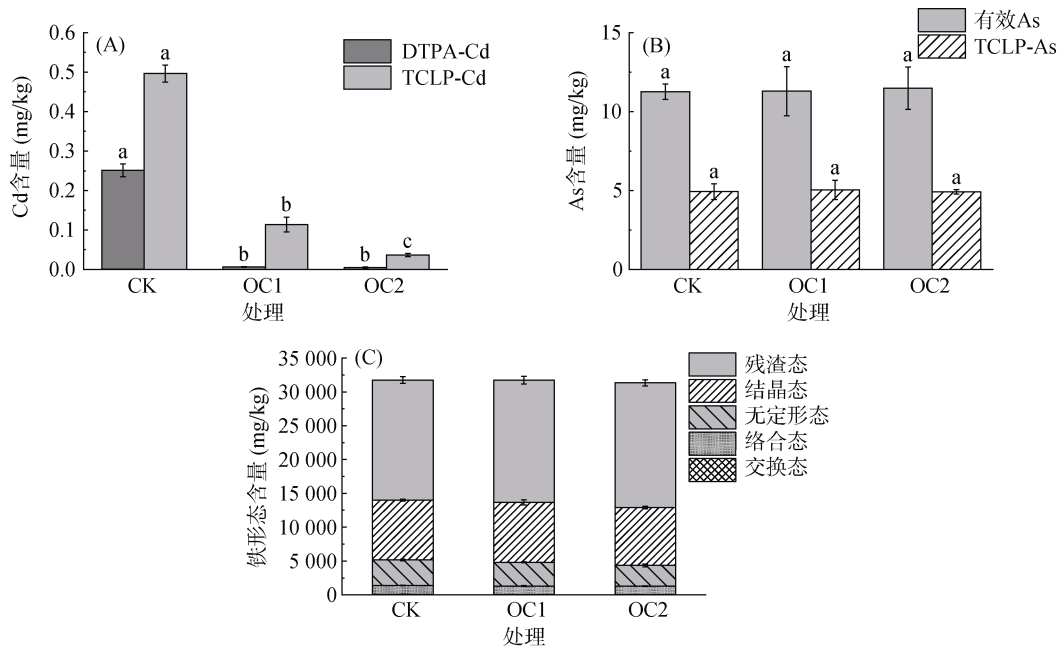 (A)
DTPA-Cd
TCLP-Cd
Cd含量 (mg/kg)
0.6
0.5
0.4
0.3
0.2
0.1
0.0
a
a
b
b
b
c
CK
OC1
OC2
处理
(B)
有效As
TCLP-As
As含量 (mg/kg)
15
10
5
0
a
a
a
a
a
a
CK
OC1
OC2
处理
(C)
残渣态
结晶态
无定形态
络合态
交换态
铁形态含量 (mg/kg)
35 000
30 000
25 000
20 000
15 000
10 000
5 000
0
CK
OC1
OC2
处理